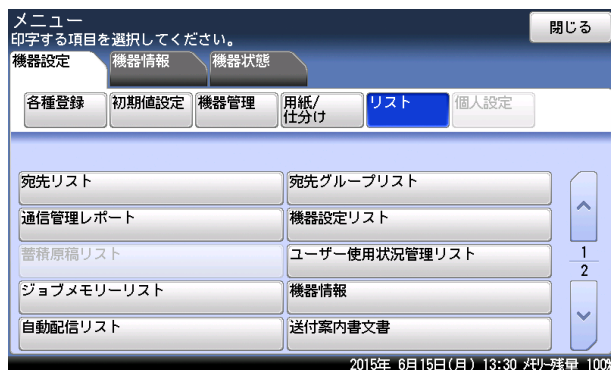 メニュー
印字する項目を選択してください。
閉じる
機器設定
機器情報
機器状態
各種登録
初期値設定
機器管理
用紙/
仕分け
リスト
個人設定
宛先リスト
宛先グループリスト
通信管理レポート
機器設定リスト
蓄積原稿リスト
ユーザー使用状況管理リスト
1
2
ジョブメモリーリスト
機器情報
自動配信リスト
送付案内書文書
2015年 6月15日(月) 13:30 メモリー残量 100%